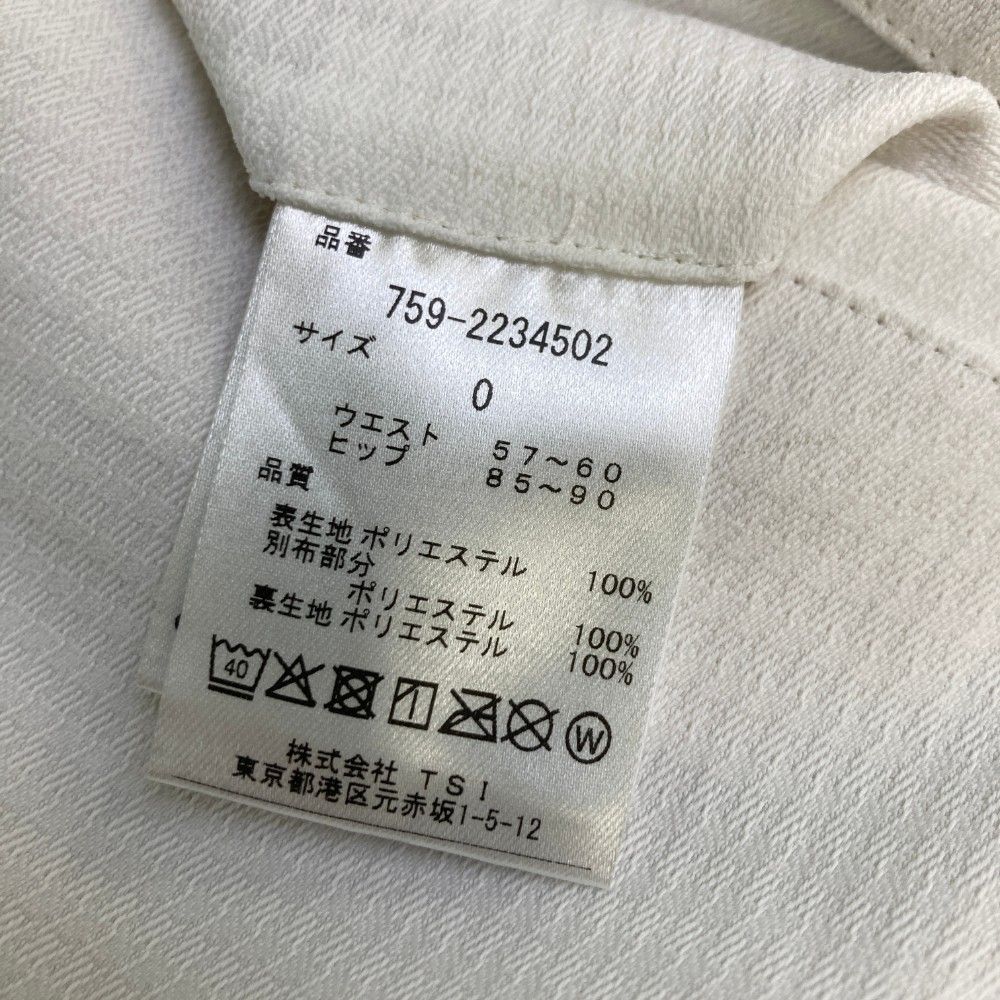 品番
759-2234502
サイズ
0
ウエスト 57~60
ヒップ 85~90
品質
表生地 ポリエステル 100%
別布部分
ポリエステル 100%
裏生地 ポリエステル 100%
40 W
株式会社 TSI
東京都港区元赤坂1-5-12